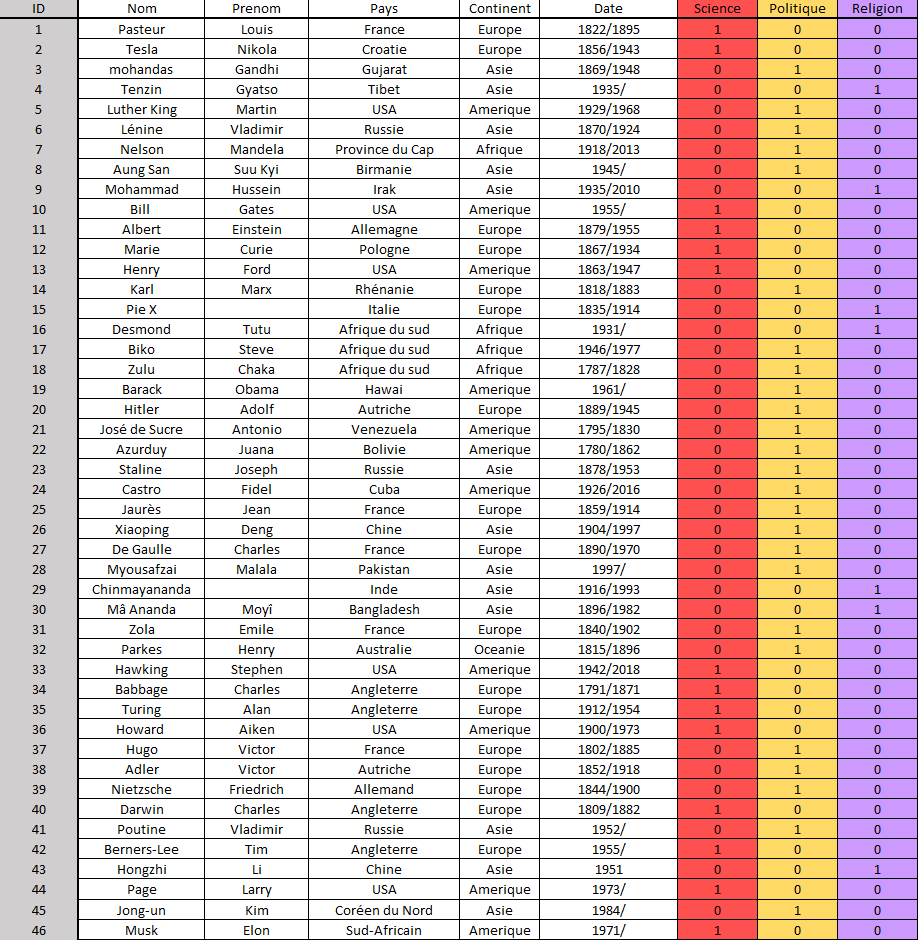 ID Nom Prenom Pays Continent Date Science Politique Religion
1 Pasteur Louis France Europe 1822/1895 1 0 0
2 Tesla Nikola Croatie Europe 1856/1943 1 0 0
3 mohandas Gandhi Gujarat Asie 1869/1948 0 1 0
4 Tenzin Gyatso Tibet Asie 1935/ 0 0 1
5 Luther King Martin USA Amerique 1929/1968 0 1 0
6 Lénine Vladimir Russie Asie 1870/1924 0 1 0
7 Nelson Mandela Province du Cap Afrique 1918/2013 0 1 0
8 Aung San Suu Kyi Birmanie Asie 1945/ 0 1 0
9 Mohammad Hussein Irak Asie 1935/2010 0 0 1
10 Bill Gates USA Amerique 1955/ 1 0 0
11 Albert Einstein Allemagne Europe 1879/1955 1 0 0
12 Marie Curie Pologne Europe 1867/1934 1 0 0
13 Henry Ford USA Amerique 1863/1947 1 0 0
14 Karl Marx Rhénanie Europe 1818/1883 0 1 0
15 Pie X Italie Europe 1835/1914 0 0 1
16 Desmond Tutu Afrique du sud Afrique 1931/ 0 0 1
17 Biko Steve Afrique du sud Afrique 1946/1977 0 1 0
18 Zulu Chaka Afrique du sud Afrique 1787/1828 0 1 0
19 Barack Obama Hawai Amerique 1961/ 0 1 0
20 Hitler Adolf Autriche Europe 1889/1945 0 1 0
21 José de Sucre Antonio Venezuela Amerique 1795/1830 0 1 0
22 Azurduy Juana Bolivie Amerique 1780/1862 0 1 0
23 Staline Joseph Russie Asie 1878/1953 0 1 0
24 Castro Fidel Cuba Amerique 1926/2016 0 1 0
25 Jaurès Jean France Europe 1859/1914 0 1 0
26 Xiaoping Deng Chine Asie 1904/1997 0 1 0
27 De Gaulle Charles France Europe 1890/1970 0 1 0
28 Myousafzai Malala Pakistan Asie 1997/ 0 1 0
29 Chinmayananda Inde Asie 1916/1993 0 0 1
30 Mâ Ananda Moyî Bangladesh Asie 1896/1982 0 0 1
31 Zola Emile France Europe 1840/1902 0 1 0
32 Parkes Henry Australie Oceanie 1815/1896 0 1 0
33 Hawking Stephen USA Amerique 1942/2018 1 0 0
34 Babbage Charles Angleterre Europe 1791/1871 1 0 0
35 Turing Alan Angleterre Europe 1912/1954 1 0 0
36 Howard Aiken USA Amerique 1900/1973 1 0 0
37 Hugo Victor France Europe 1802/1885 0 1 0
38 Adler Victor Autriche Europe 1852/1918 0 1 0
39 Nietzsche Friedrich Allemand Europe 1844/1900 0 1 0
40 Darwin Charles Angleterre Europe 1809/1882 1 0 0
41 Poutine Vladimir Russie Asie 1952/ 0 1 0
42 Berners-Lee Tim Angleterre Europe 1955/ 1 0 0
43 Hongzhi Li Chine Asie 1951 0 0 1
44 Page Larry USA Amerique 1973/ 1 0 0
45 Jong-un Kim Coréen du Nord Asie 1984/ 0 1 0
46 Musk Elon Sud-Africain Amerique 1971/ 1 0 0